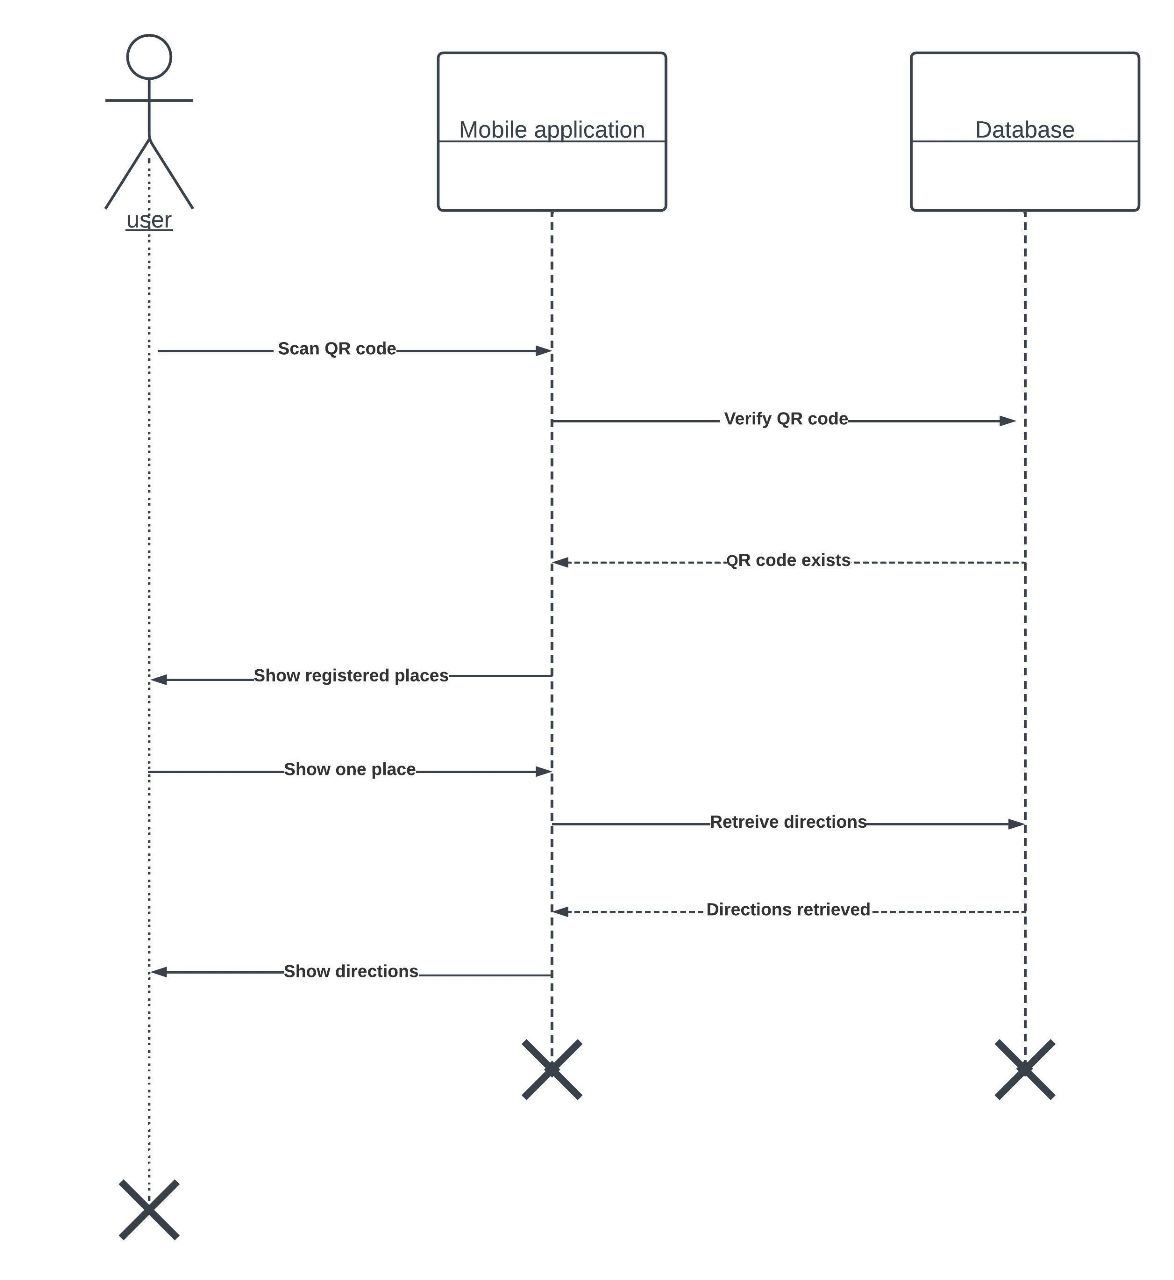 Mobile application
Database
user
Scan QR code
Verify QR code
QR code exists
Show registered places
Show one place
Retreive directions
Directions retrieved
Show directions